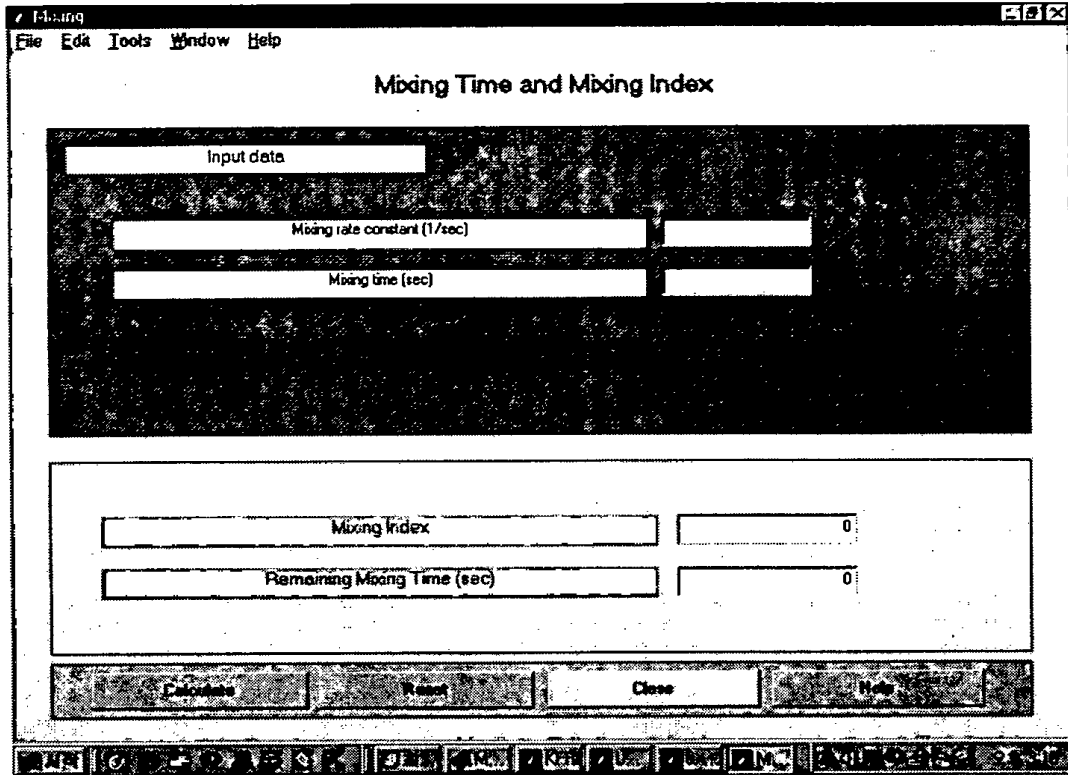 Mixing
File Edit Tools Window Help
Mixing Time and Mixing Index
Input data
Mixing rate constant (1/sec)
Mixing time (sec)
Mixing Index 0
Remaining Mixing Time (sec) 0
Calculate Reset Close Help